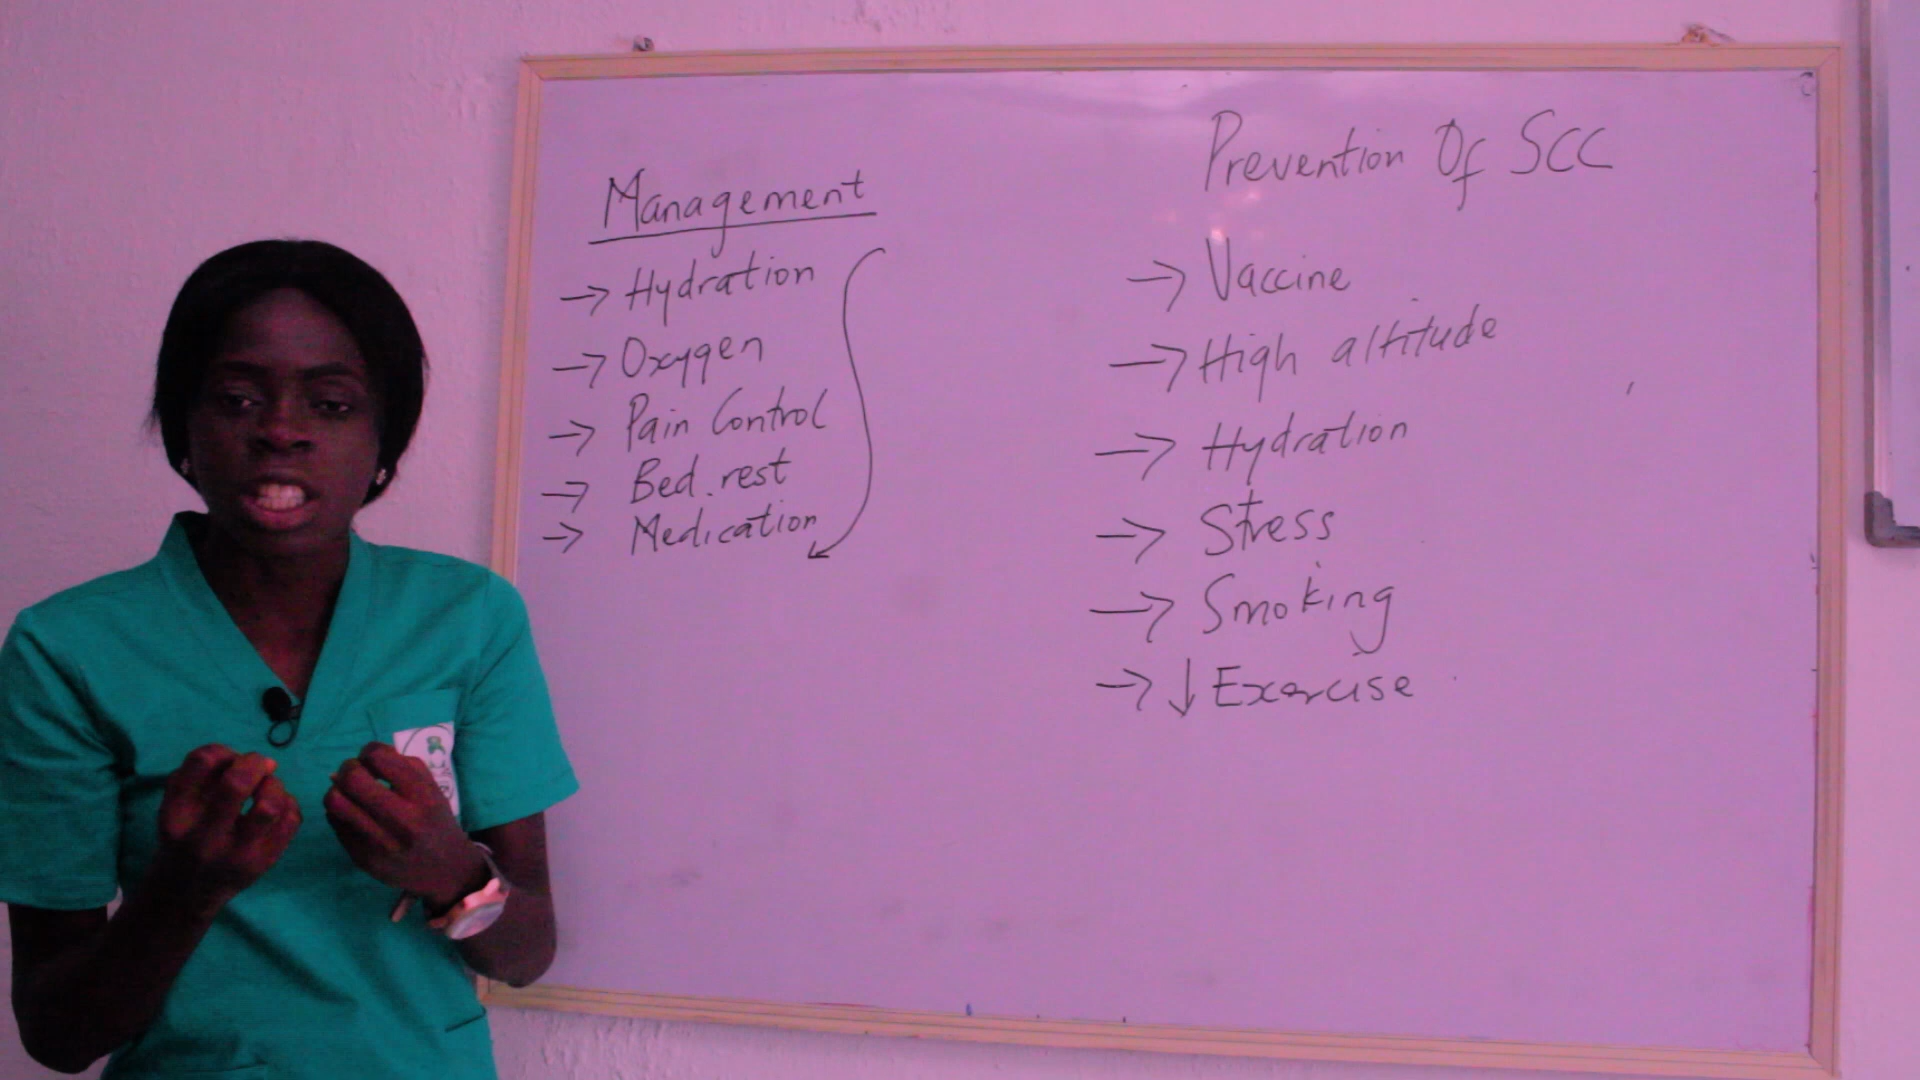 Management
→ Hydration
→ Oxygen
→ Pain Control
→ Bed.rest
→ Medication
Prevention Of SCC
→ Vaccine
→ High altitude
→ Hydration
→ Stress
→ Smoking
→ ↓ Exercise